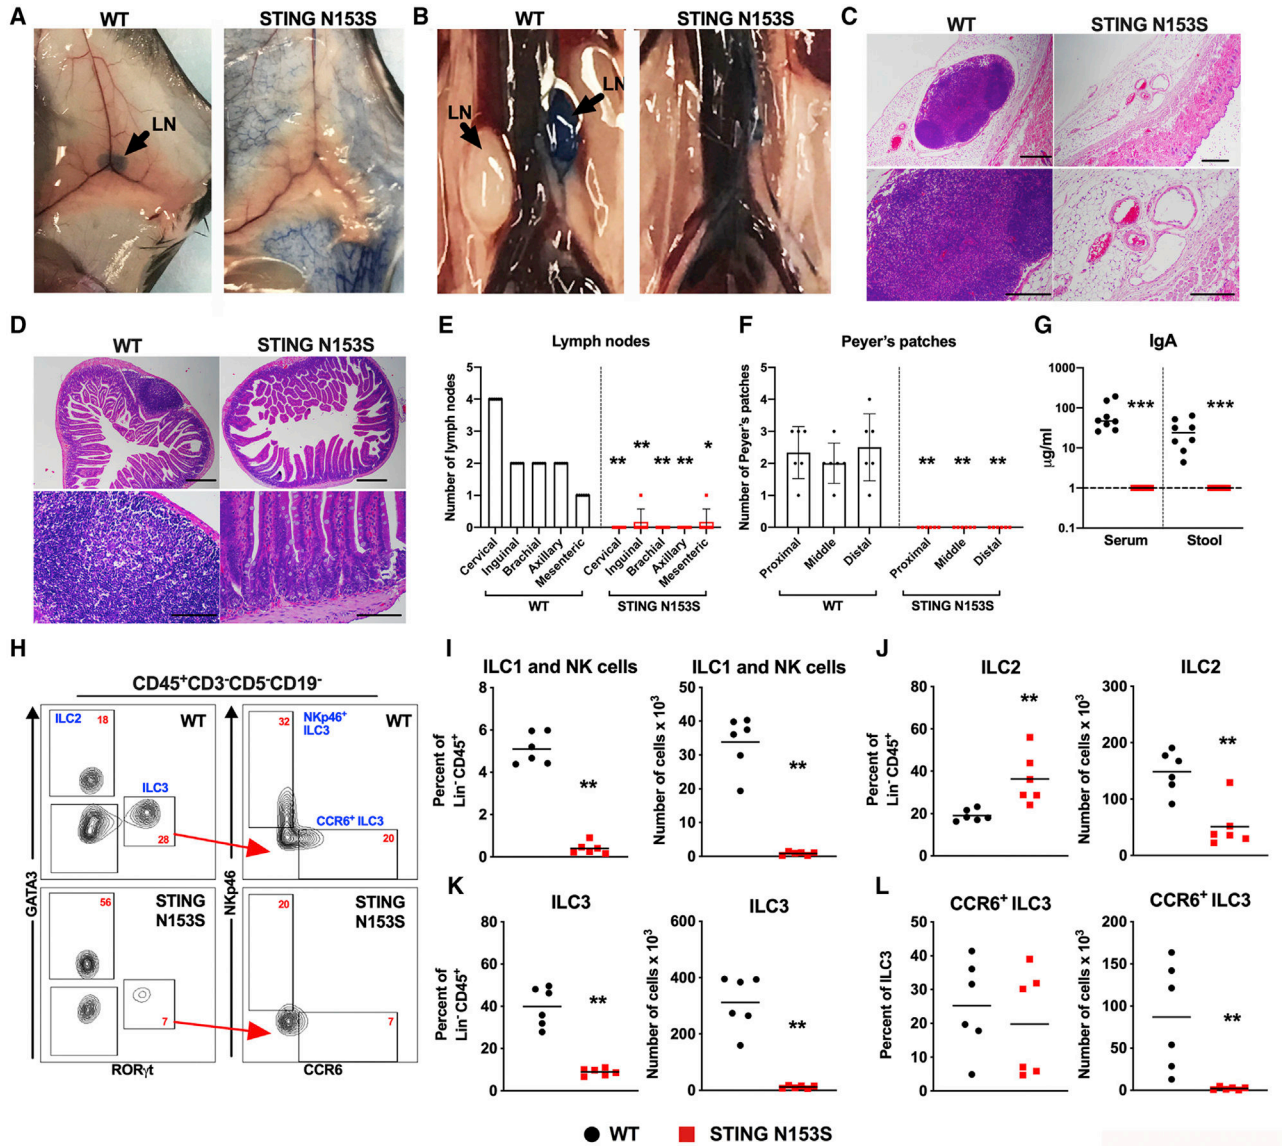 A
WT
STING N153S
LN
B
WT
STING N153S
LN
LN
C
WT
STING N153S
D
WT
STING N153S
E
Lymph nodes
Number of lymph nodes
5
4
3
2
1
0
**
**
**
**
*
Cervical
Inguinal
Brachial
Axillary
Mesenteric
Cervical
Inguinal
Brachial
Axillary
Mesenteric
WT
STING N153S
F
Peyer's patches
Number of Peyer's patches
5
4
3
2
1
0
**
**
**
Proximal
Middle
Distal
Proximal
Middle
Distal
WT
STING N153S
G
IgA
µg/ml
1000
100
10
1
0.1
***
***
Serum
Stool
H
CD45⁺CD3⁻CD5⁻CD19⁻
ILC2
18
WT
ILC3
28
32
NKp46⁺
ILC3
WT
CCR6⁺ ILC3
20
56
STING
N153S
7
20
STING
N153S
7
GATA3
NKp46
RORγt
CCR6
I
ILC1 and NK cells
Percent of
Lin⁻ CD45⁺
8
6
4
2
0
**
ILC1 and NK cells
Number of cells x 10³
50
40
30
20
10
0
**
J
ILC2
Percent of
Lin⁻ CD45⁺
80
60
40
20
0
**
ILC2
Number of cells x 10³
300
200
100
0
**
K
ILC3
Percent of
Lin⁻ CD45⁺
80
60
40
20
0
**
ILC3
Number of cells x 10³
600
400
200
0
**
L
CCR6⁺ ILC3
Percent of ILC3
50
40
30
20
10
0
CCR6⁺ ILC3
Number of cells x 10³
200
150
100
50
0
**
WT
STING N153S